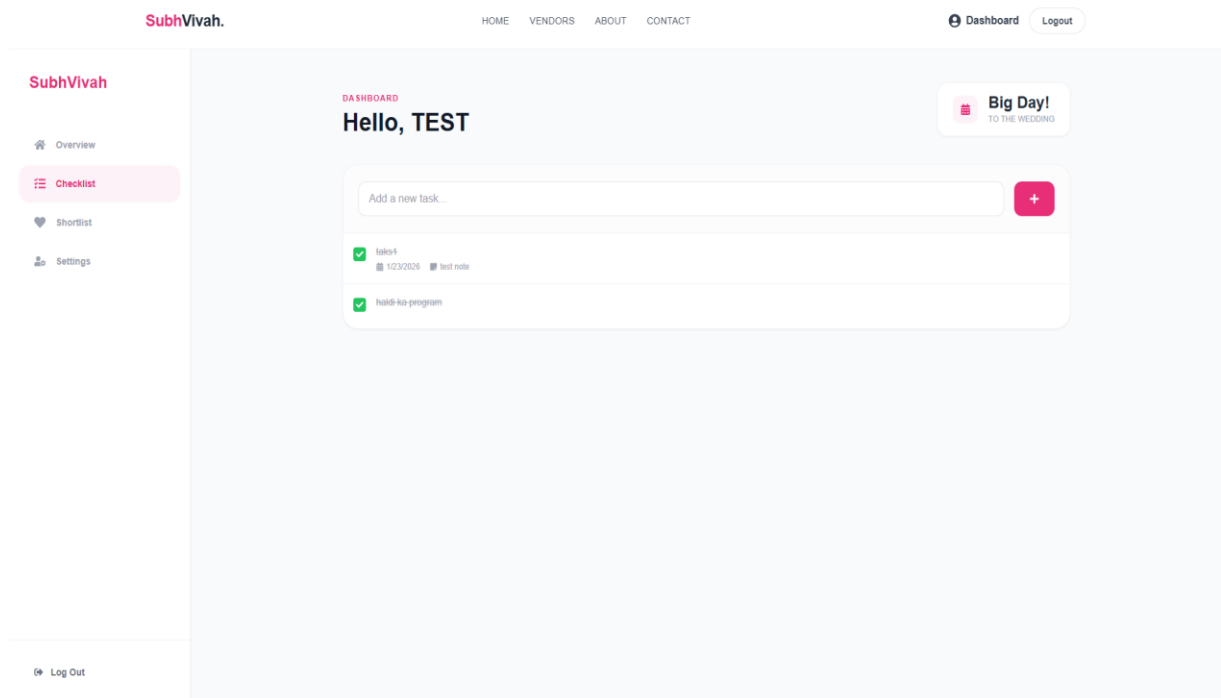 SubhVivah.
HOME VENDORS ABOUT CONTACT
Dashboard Logout
SubhVivah
Overview
Checklist
Shortlist
Settings
Log Out
DASHBOARD
Hello, TEST
Big Day!
TO THE WEDDING
Add a new task...
+
taks1
1/23/2026 test note
haldi ka program